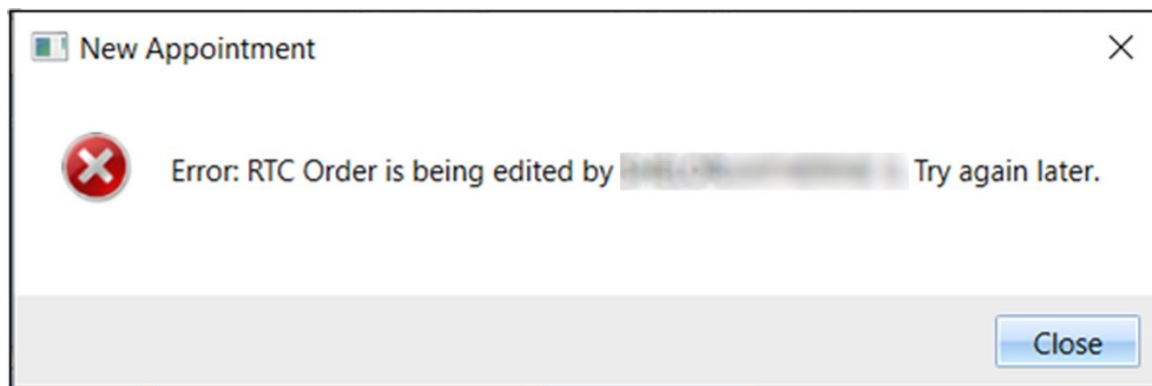 New Appointment
Error: RTC Order is being edited by Try again later.
Close